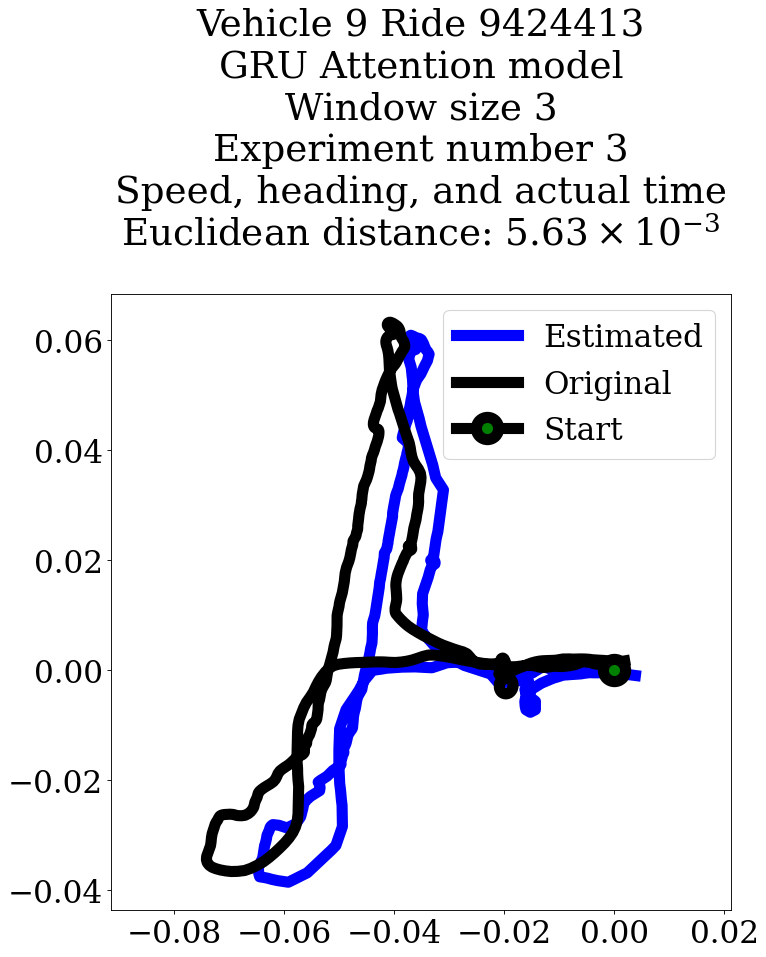 Vehicle 9 Ride 9424413
GRU Attention model
Window size 3
Experiment number 3
Speed, heading, and actual time
Euclidean distance: 5.63 × 10⁻³
Estimated
Original
Start
0.06
0.04
0.02
0.00
−0.02
−0.04
−0.08 −0.06 −0.04 −0.02 0.00 0.02